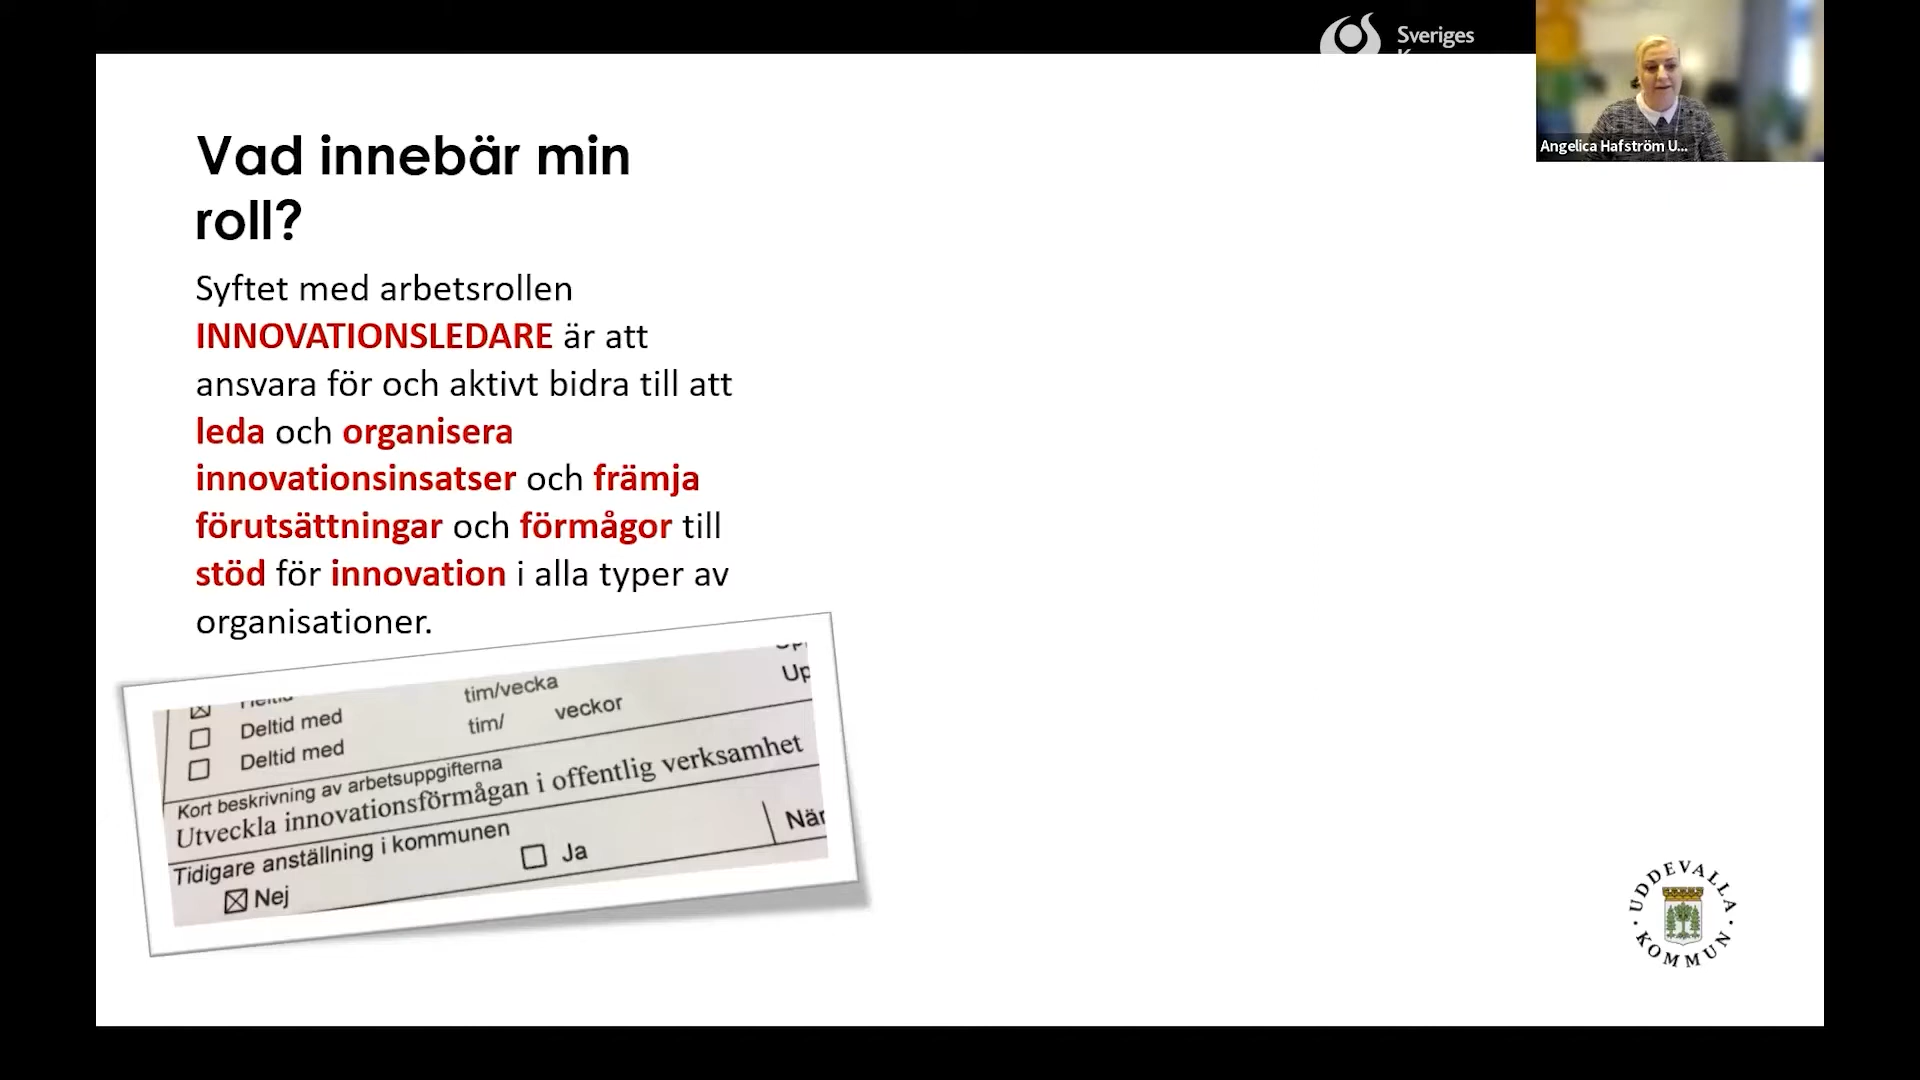 Sveriges
Angelica Hafström U...
Vad innebär min
roll?
Syftet med arbetsrollen
INNOVATIONSLEDARE är att
ansvara för och aktivt bidra till att
leda och organisera
innovationsinsatser och främja
förutsättningar och förmågor till
stöd för innovation i alla typer av
organisationer.
tim/vecka
Deltid med tim/ veckor
Deltid med
Kort beskrivning av arbetsuppgifterna
Utveckla innovationsförmågan i offentlig verksamhet
Tidigare anställning i kommunen
Nej Ja
UDDEVALLA
KOMMUN